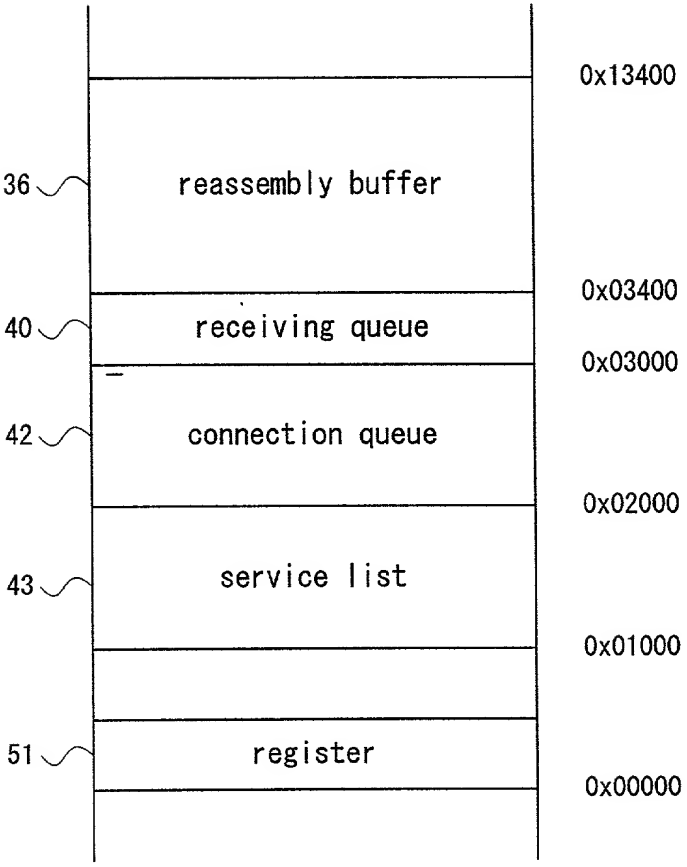 0x13400
36 reassembly buffer
0x03400
40 receiving queue
0x03000
42 connection queue
0x02000
43 service list
0x01000
51 register
0x00000